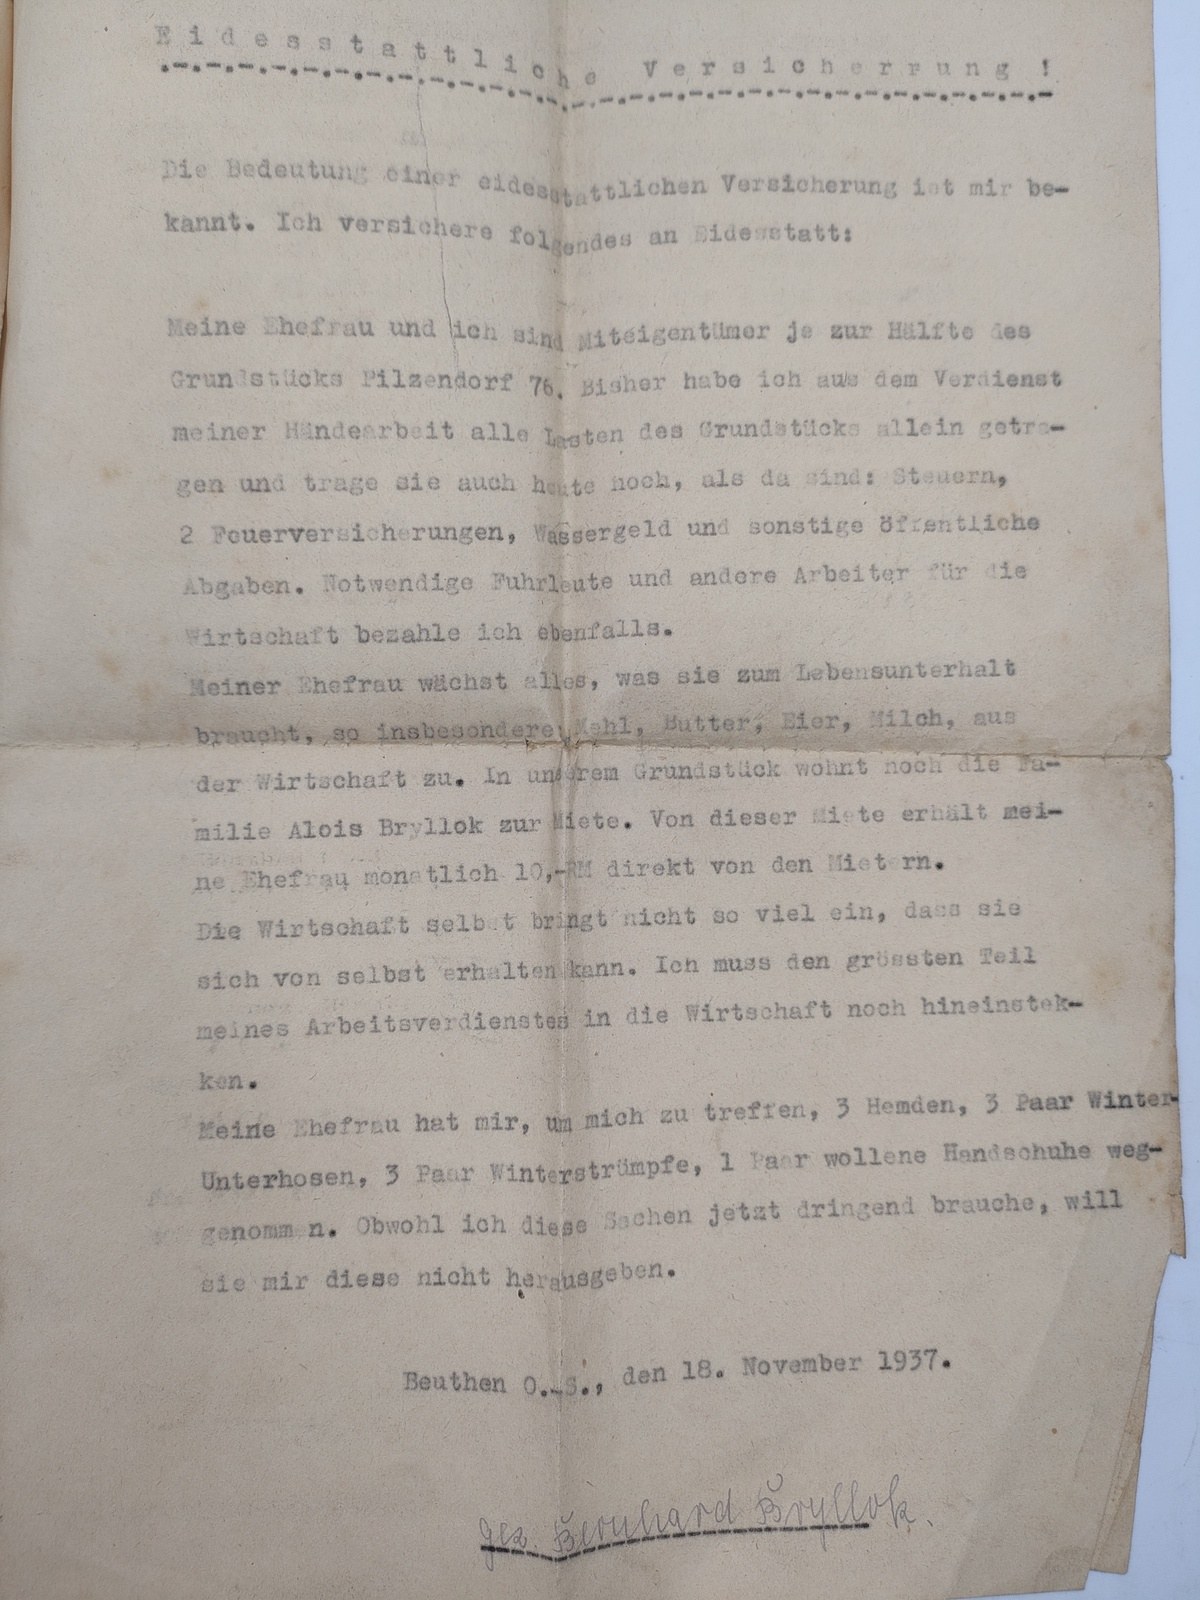 Eidesstattliche Versicherrung!
Die Bedeutung einer eidesstattlichen Versicherung ist mir be-
kannt. Ich versichere folgendes an Eidesstatt:
Meine Ehefrau und ich sind Miteigentümer je zur Hälfte des
Grundstücks Pilzendorf 76. Bisher habe ich aus dem Verdienst
meiner Händearbeit alle Lasten des Grundstücks allein getra-
gen und trage sie auch heute noch, als da sind: Steuern,
2 Feuerversicherungen, Wassergeld und sonstige öffentliche
Abgaben. Notwendige Fuhrleute und andere Arbeiter für die
Wirtschaft bezahle ich ebenfalls.
Meiner Ehefrau wächst alles, was sie zum Lebensunterhalt
braucht, so insbesondere Mehl, Butter, Eier, Milch, aus
der Wirtschaft zu. In unserem Grundstück wohnt noch die Fa-
milie Alois Bryllok zur Miete. Von dieser Miete erhält mei-
ne Ehefrau monatlich 10,-RM direkt von den Mietern.
Die Wirtschaft selbst bringt nicht so viel ein, dass sie
sich von selbst erhalten kann. Ich muss den grössten Teil
meines Arbeitsverdienstes in die Wirtschaft noch hineinstek-
ken.
Meine Ehefrau hat mir, um mich zu treffen, 3 Hemden, 3 Paar Winter-
Unterhosen, 3 Paar Winterstrümpfe, 1 Paar wollene Handschuhe weg-
genommen. Obwohl ich diese Sachen jetzt dringend brauche, will
sie mir diese nicht herausgeben.
Beuthen O.-S., den 18. November 1937.
gez. Bernhard Bryllok.